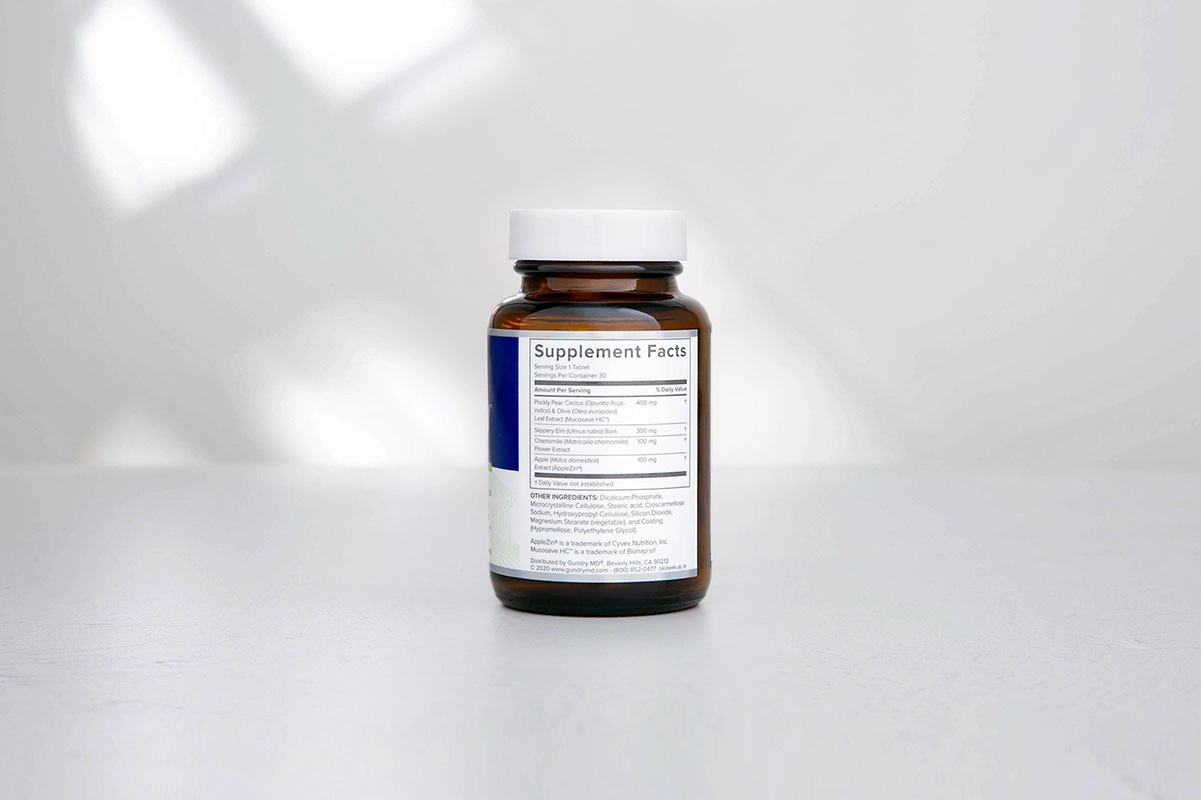 Supplement Facts
Serving Size 1 Tablet
Servings Per Container 30
Amount Per Serving % Daily Value
Prickly Pear Cactus (Opuntia ficus- 400 mg †
indica) & Olive (Olea europaea)
Leaf Extract (Mucosave HC™)
Slippery Elm (Ulmus rubra) Bark 300 mg †
Chamomile (Matricaria chamomilla) 100 mg †
Flower Extract
Apple (Malus domestica) 100 mg †
Extract (AppleZin®)
† Daily Value not established
OTHER INGREDIENTS: Dicalcium Phosphate,
Microcrystalline Cellulose, Stearic acid, Croscarmellose
Sodium, Hydroxypropyl Cellulose, Silicon Dioxide,
Magnesium Stearate (vegetable), and Coating
(Hypromellose, Polyethylene Glycol).
AppleZin® is a trademark of Cyvex Nutrition, Inc.
Mucosave HC™ is a trademark of Bionap srl
Distributed by Gundry MD®, Beverly Hills, CA 90212
© 2020 www.gundrymd.com - (800) 852-0477